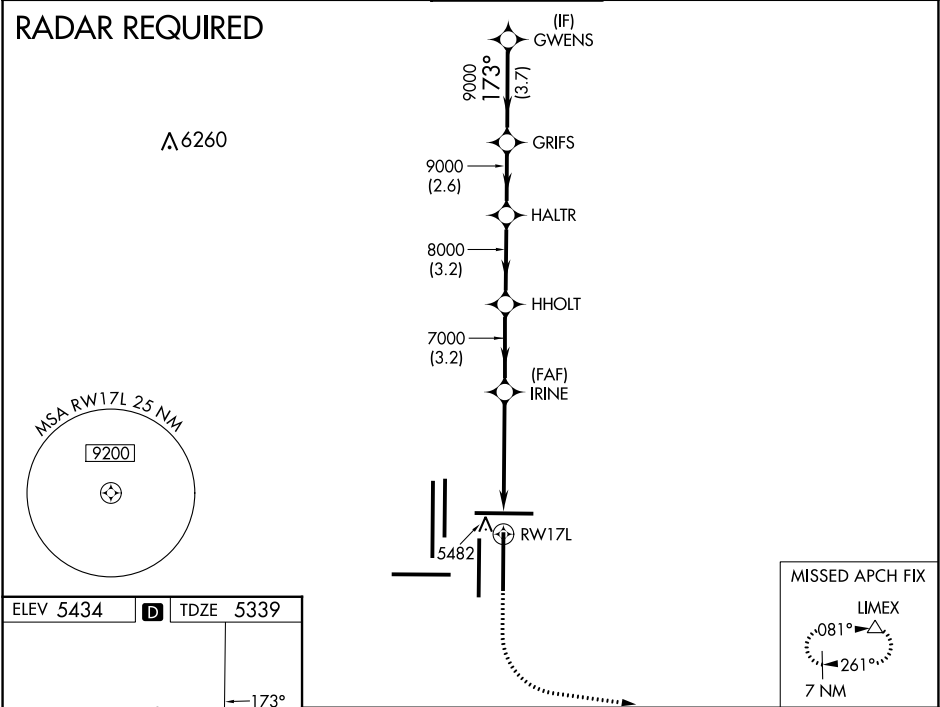 RADAR REQUIRED
(IF)
GWENS
9000
173°
(3.7)
6260
GRIFS
9000
(2.6)
HALTR
8000
(3.2)
HHOLT
7000
(3.2)
(FAF)
IRINE
MSA RW17L 25 NM
9200
5482
RW17L
MISSED APCH FIX
LIMEX
081°
261°
7 NM
ELEV 5434 D TDZE 5339
173°